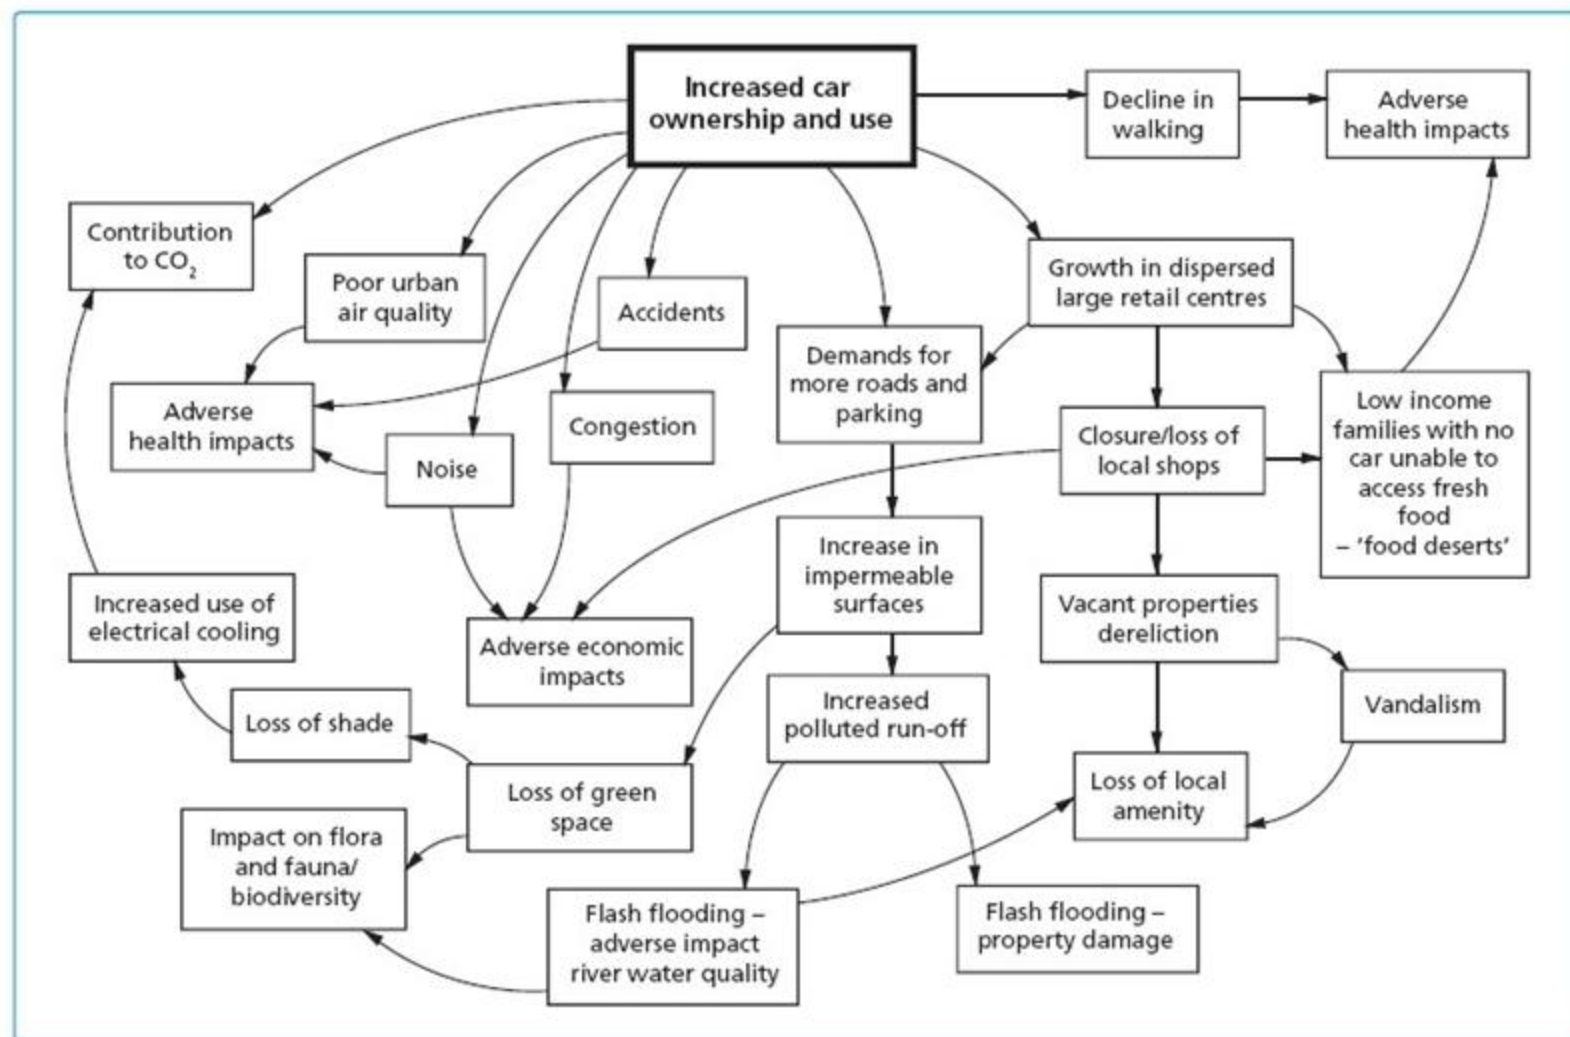 Increased car
ownership and use
Decline in
walking
Adverse
health impacts
Contribution
to CO₂
Poor urban
air quality
Accidents
Growth in dispersed
large retail centres
Demands for
more roads and
parking
Adverse
health impacts
Congestion
Noise
Closure/loss of
local shops
Low income
families with no
car unable to
access fresh
food
– ‘food deserts’
Increase in
impermeable
surfaces
Increased use of
electrical cooling
Adverse economic
impacts
Vacant properties
dereliction
Loss of shade
Increased
polluted run-off
Vandalism
Loss of green
space
Loss of local
amenity
Impact on flora
and fauna/
biodiversity
Flash flooding –
adverse impact
river water quality
Flash flooding –
property damage